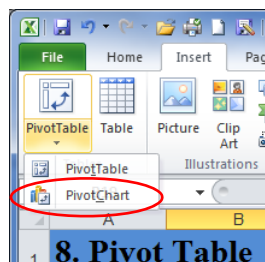 File Home Insert Pag
PivotTable Table Picture Clip Art
Illustrations
PivotTable
PivotChart
A B
1 8. Pivot Table